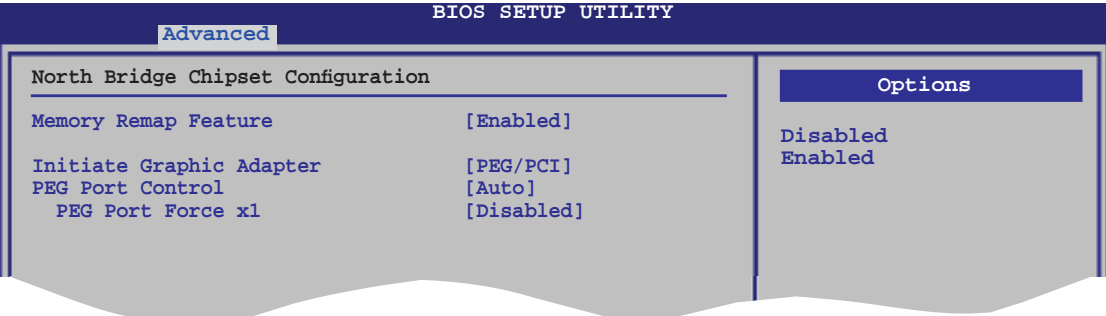 BIOS SETUP UTILITY
Advanced
North Bridge Chipset Configuration
Memory Remap Feature [Enabled]
Initiate Graphic Adapter [PEG/PCI]
PEG Port Control [Auto]
PEG Port Force x1 [Disabled]
Options
Disabled
Enabled